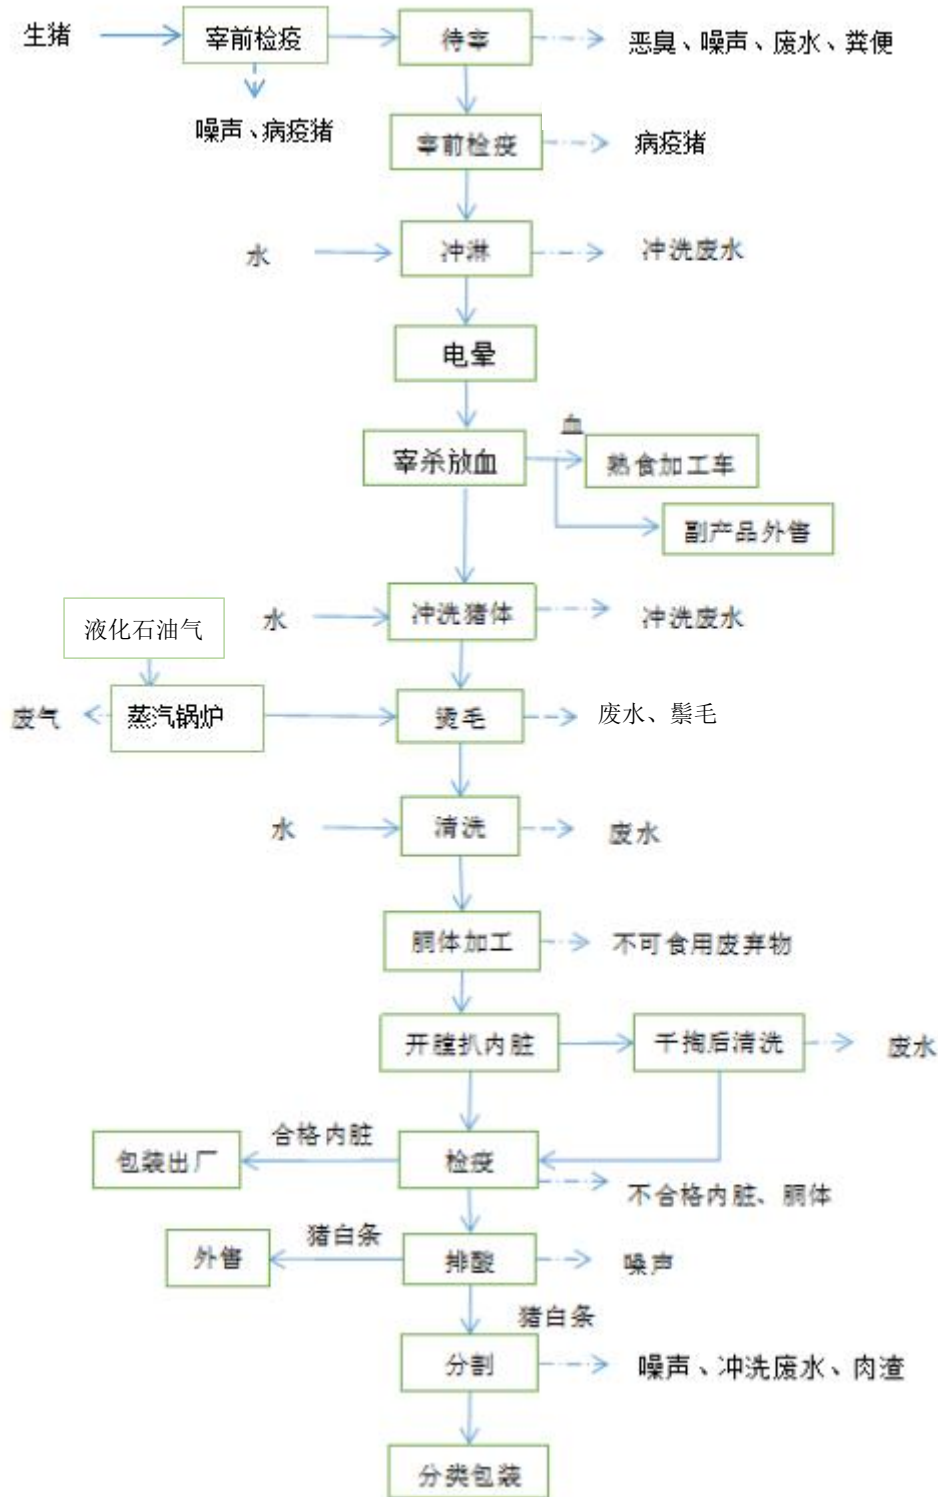 生猪
宰前检疫
待宰
恶臭、噪声、废水、粪便
噪声、病疫猪
宰前检疫
病疫猪
水
冲淋
冲洗废水
电晕
宰杀放血
血
熟食加工车
副产品外售
液化石油气
水
冲洗猪体
冲洗废水
废气
蒸汽锅炉
烫毛
废水、鬃毛
水
清洗
废水
胴体加工
不可食用废弃物
开膛扒内脏
干掏后清洗
废水
包装出厂
合格内脏
检疫
不合格内脏、胴体
外售
猪白条
排酸
噪声
猪白条
分割
噪声、冲洗废水、肉渣
分类包装